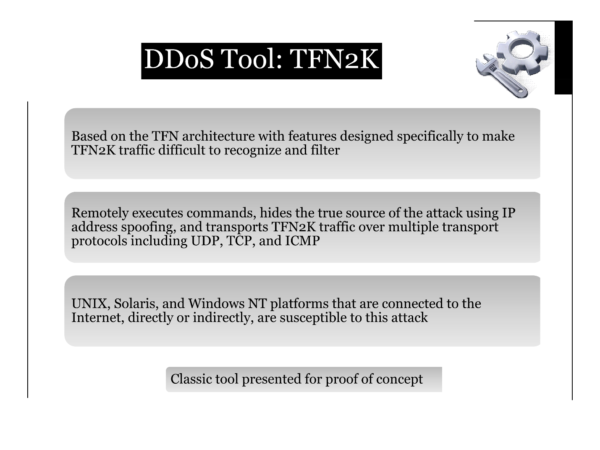 DDoS Tool: TFN2K
Based on the TFN architecture with features designed specifically to make
TFN2K traffic difficult to recognize and filter
Remotely executes commands, hides the true source of the attack using IP
address spoofing, and transports TFN2K traffic over multiple transport
protocols including UDP, TCP, and ICMP
UNIX, Solaris, and Windows NT platforms that are connected to the
Internet, directly or indirectly, are susceptible to this attack
Classic tool presented for proof of concept